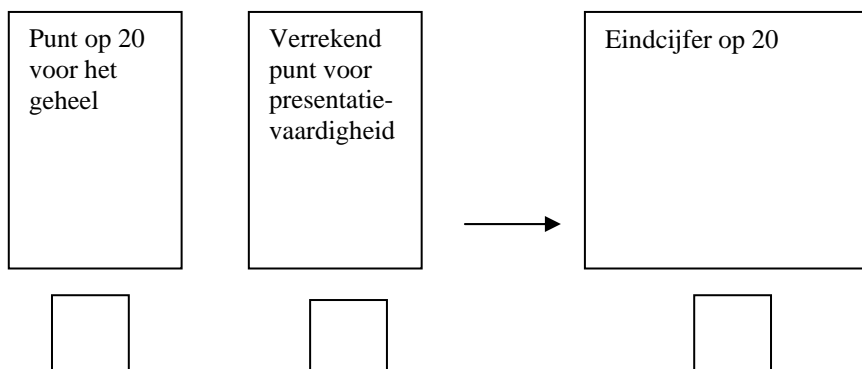 Punt op 20
voor het
geheel
Verrekend
punt voor
presentatie-
vaardigheid
Eindcijfer op 20